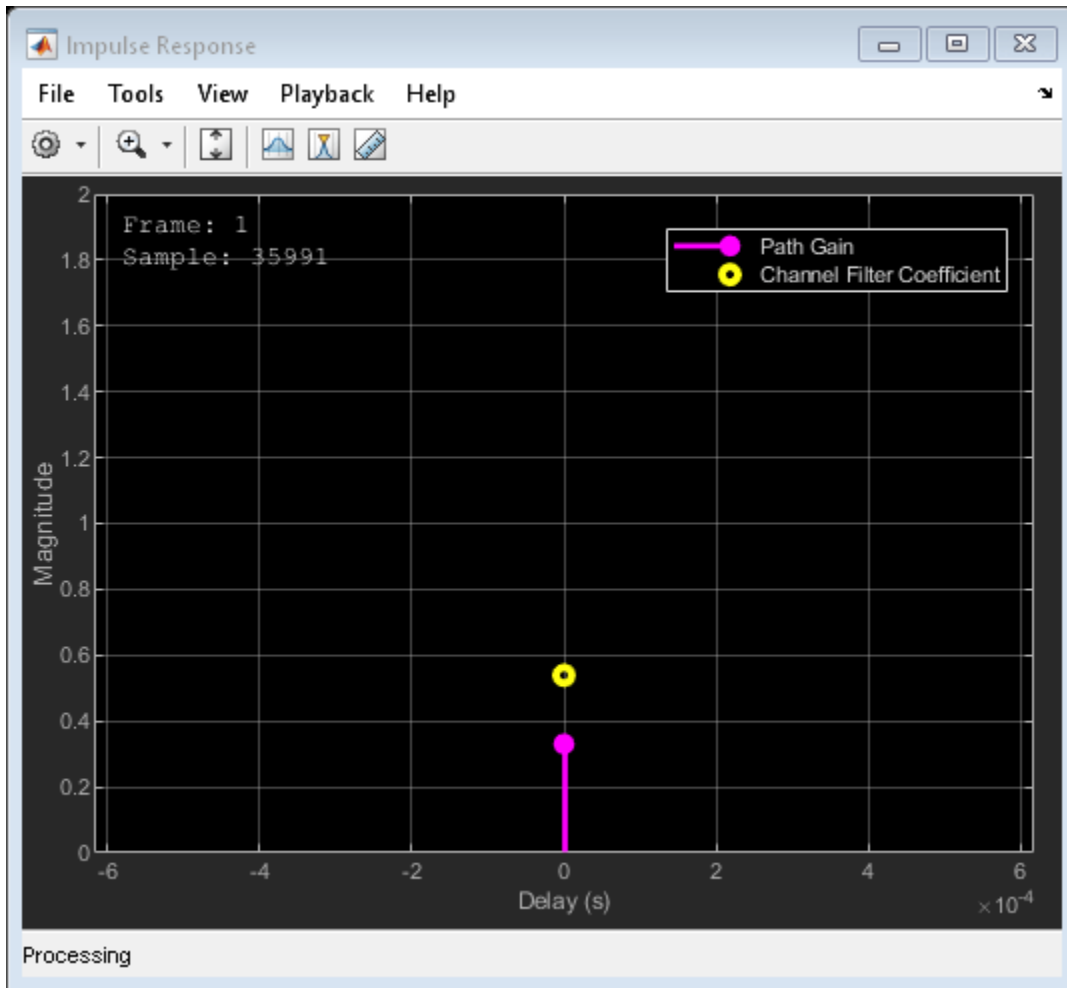 Impulse Response
File Tools View Playback Help
Frame: 1
Sample: 35991
Path Gain
Channel Filter Coefficient
2
1.8
1.6
1.4
1.2
1
0.8
0.6
0.4
0.2
0
Magnitude
-6 -4 -2 0 2 4 6
Delay (s)
×10⁻⁴
Processing